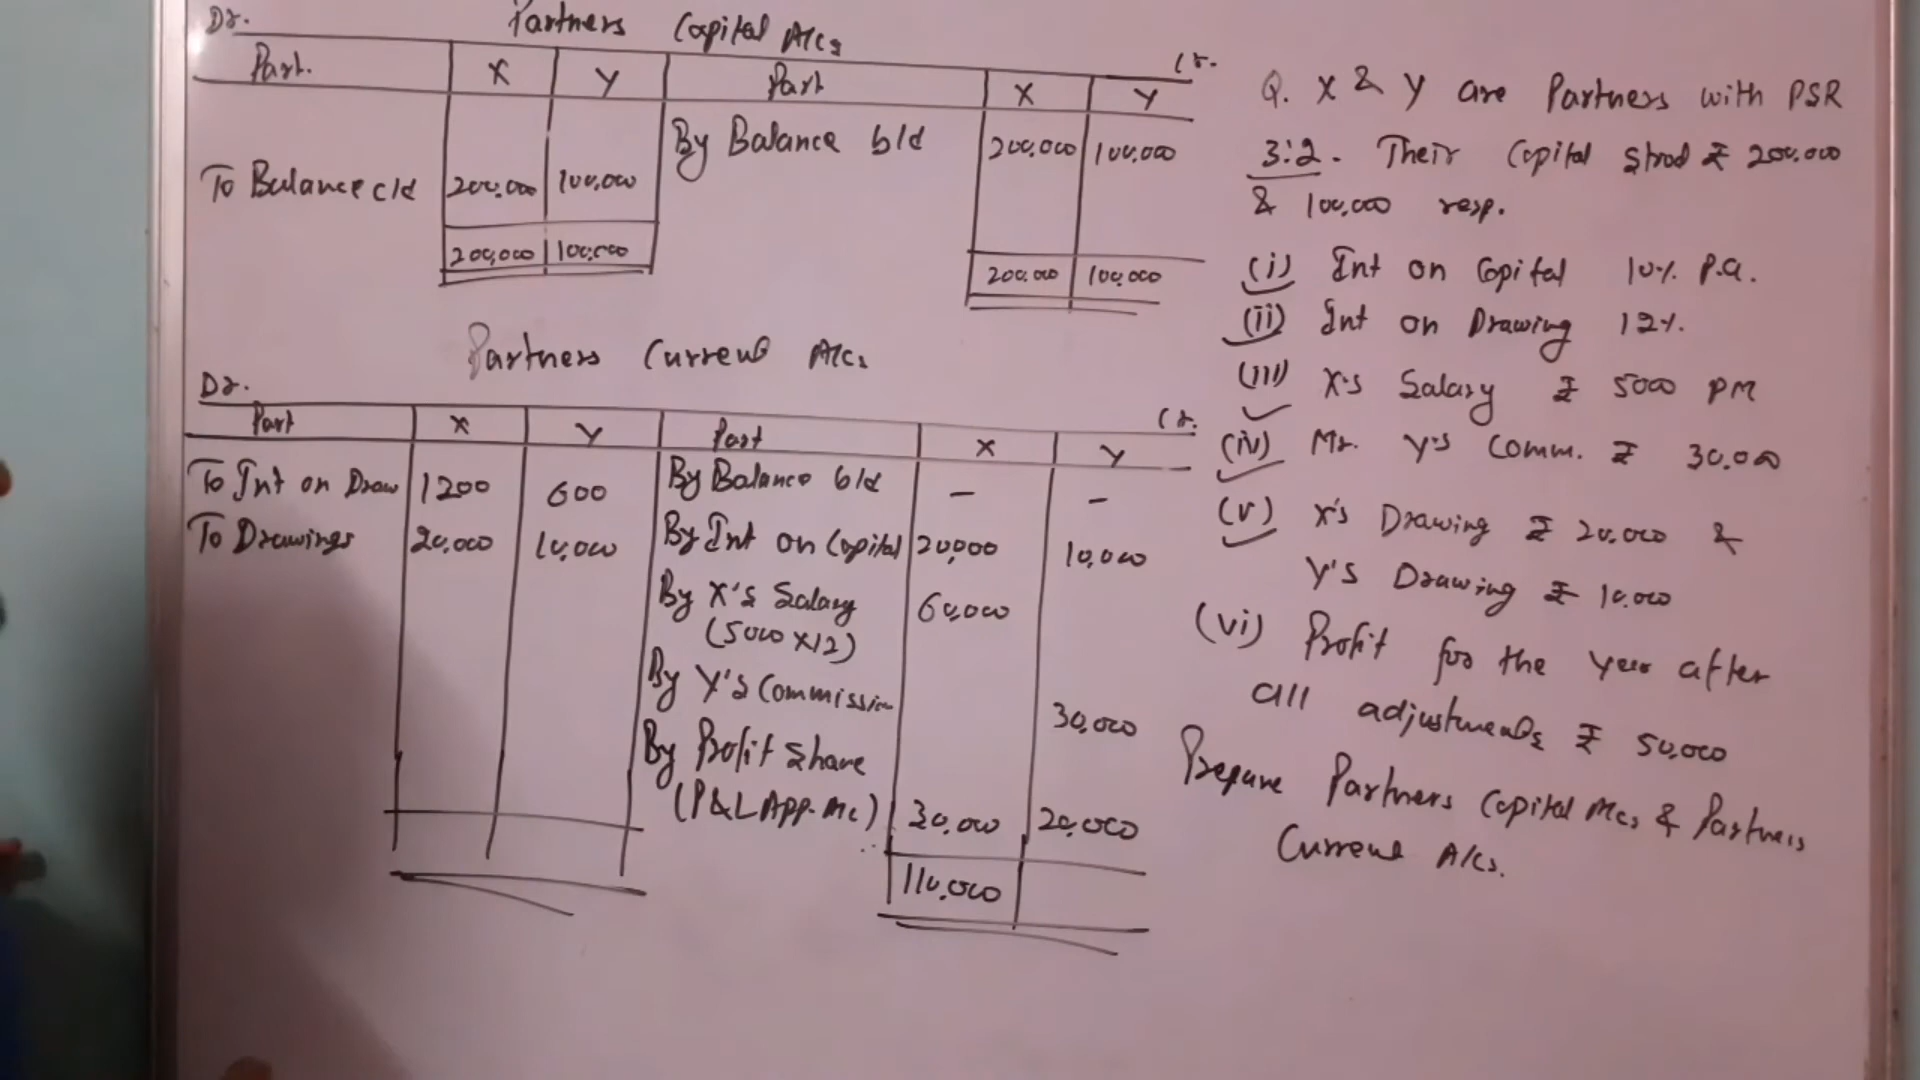 Partners Capital A/Cs
Dr. Cr.
Part. X Y Part X Y
By Balance b/d 200,000 100,000
To Balance c/d 200,000 100,000
200,000 100,000 200,000 100,000
Partners Current A/Cs
Dr. Cr.
Part X Y Part X Y
To Int on Draw 1200 600 By Balance b/d - -
To Drawings 20,000 10,000 By Int on Capital 20,000 10,000
By X's Salary 60,000
(5000 X12)
By Y's Commission 30,000
By Profit share
(P&L App. A/c) 30,000 20,000
110,000
Q. X & Y are Partners with PSR
3:2. Their Capital stood ₹ 200,000
& 100,000 resp.
(i) Int on Capital 10% P.a.
(ii) Int on Drawing 12%.
(iii) X's Salary ₹ 5000 PM
(iv) Mr. Y's Comm. ₹ 30,000
(v) X's Drawing ₹ 20,000 &
Y's Drawing ₹ 10,000
(vi) Profit for the Year after
all adjustments ₹ 50,000
Prepare Partners Capital A/Cs & Partners
Current A/Cs.